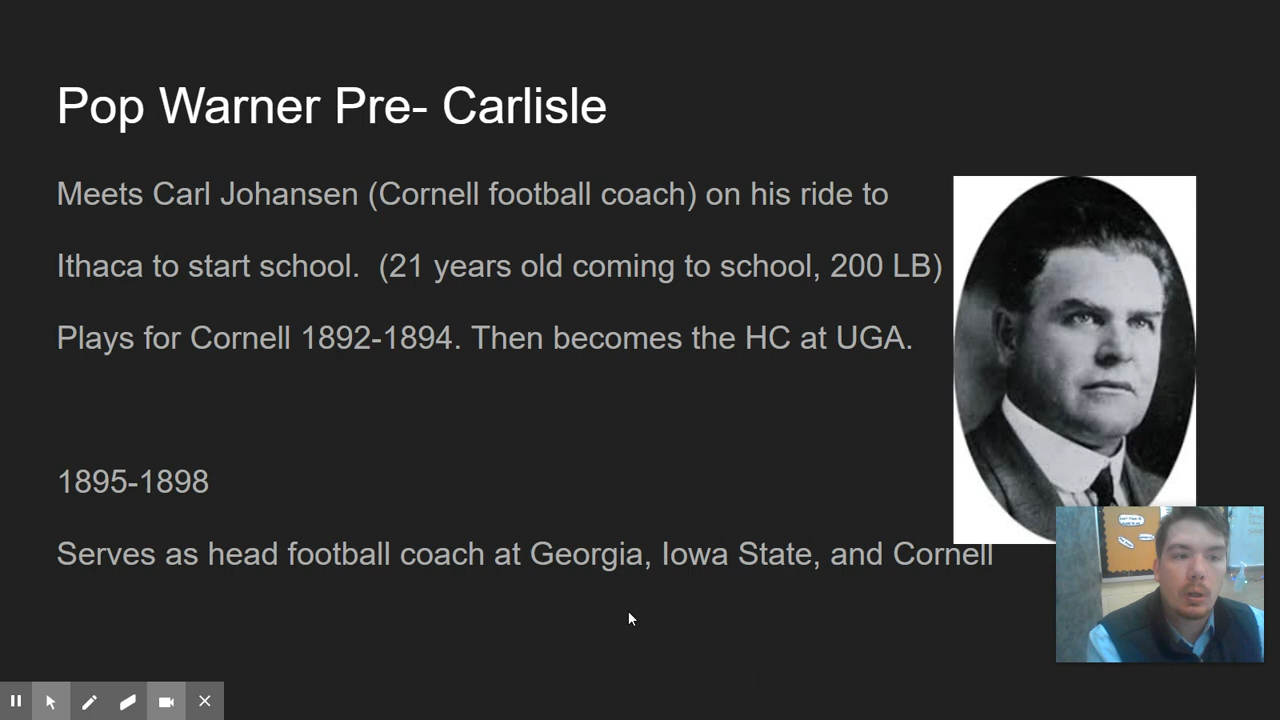 Pop Warner Pre- Carlisle
Meets Carl Johansen (Cornell football coach) on his ride to
Ithaca to start school.  (21 years old coming to school, 200 LB)
Plays for Cornell 1892-1894. Then becomes the HC at UGA.
1895-1898
Serves as head football coach at Georgia, Iowa State, and Cornell